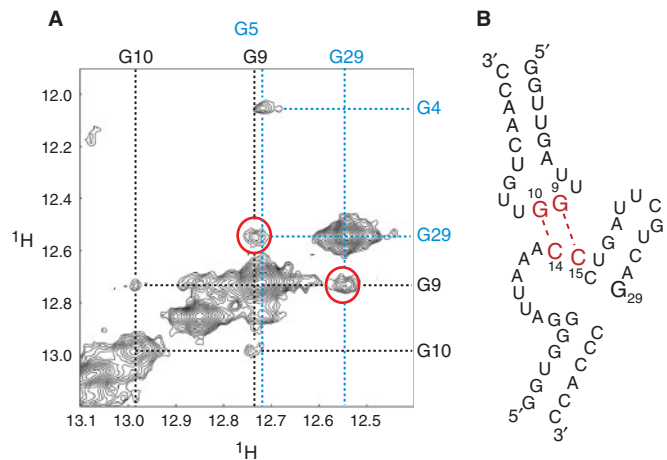 A
G5
G10 G9 G29
12.0
12.2
12.4
12.6
12.8
13.0
¹H
G4
G29
G9
G10
13.1 13.0 12.9 12.8 12.7 12.6 12.5
¹H
B
3′
C C A A C U G U U
5′
G G U U G A U U
10 G
9 G
C 14
C 15
C U G A U U C G U C A G29
A A A U U A G G G U G
5′
C C C A C C
3′